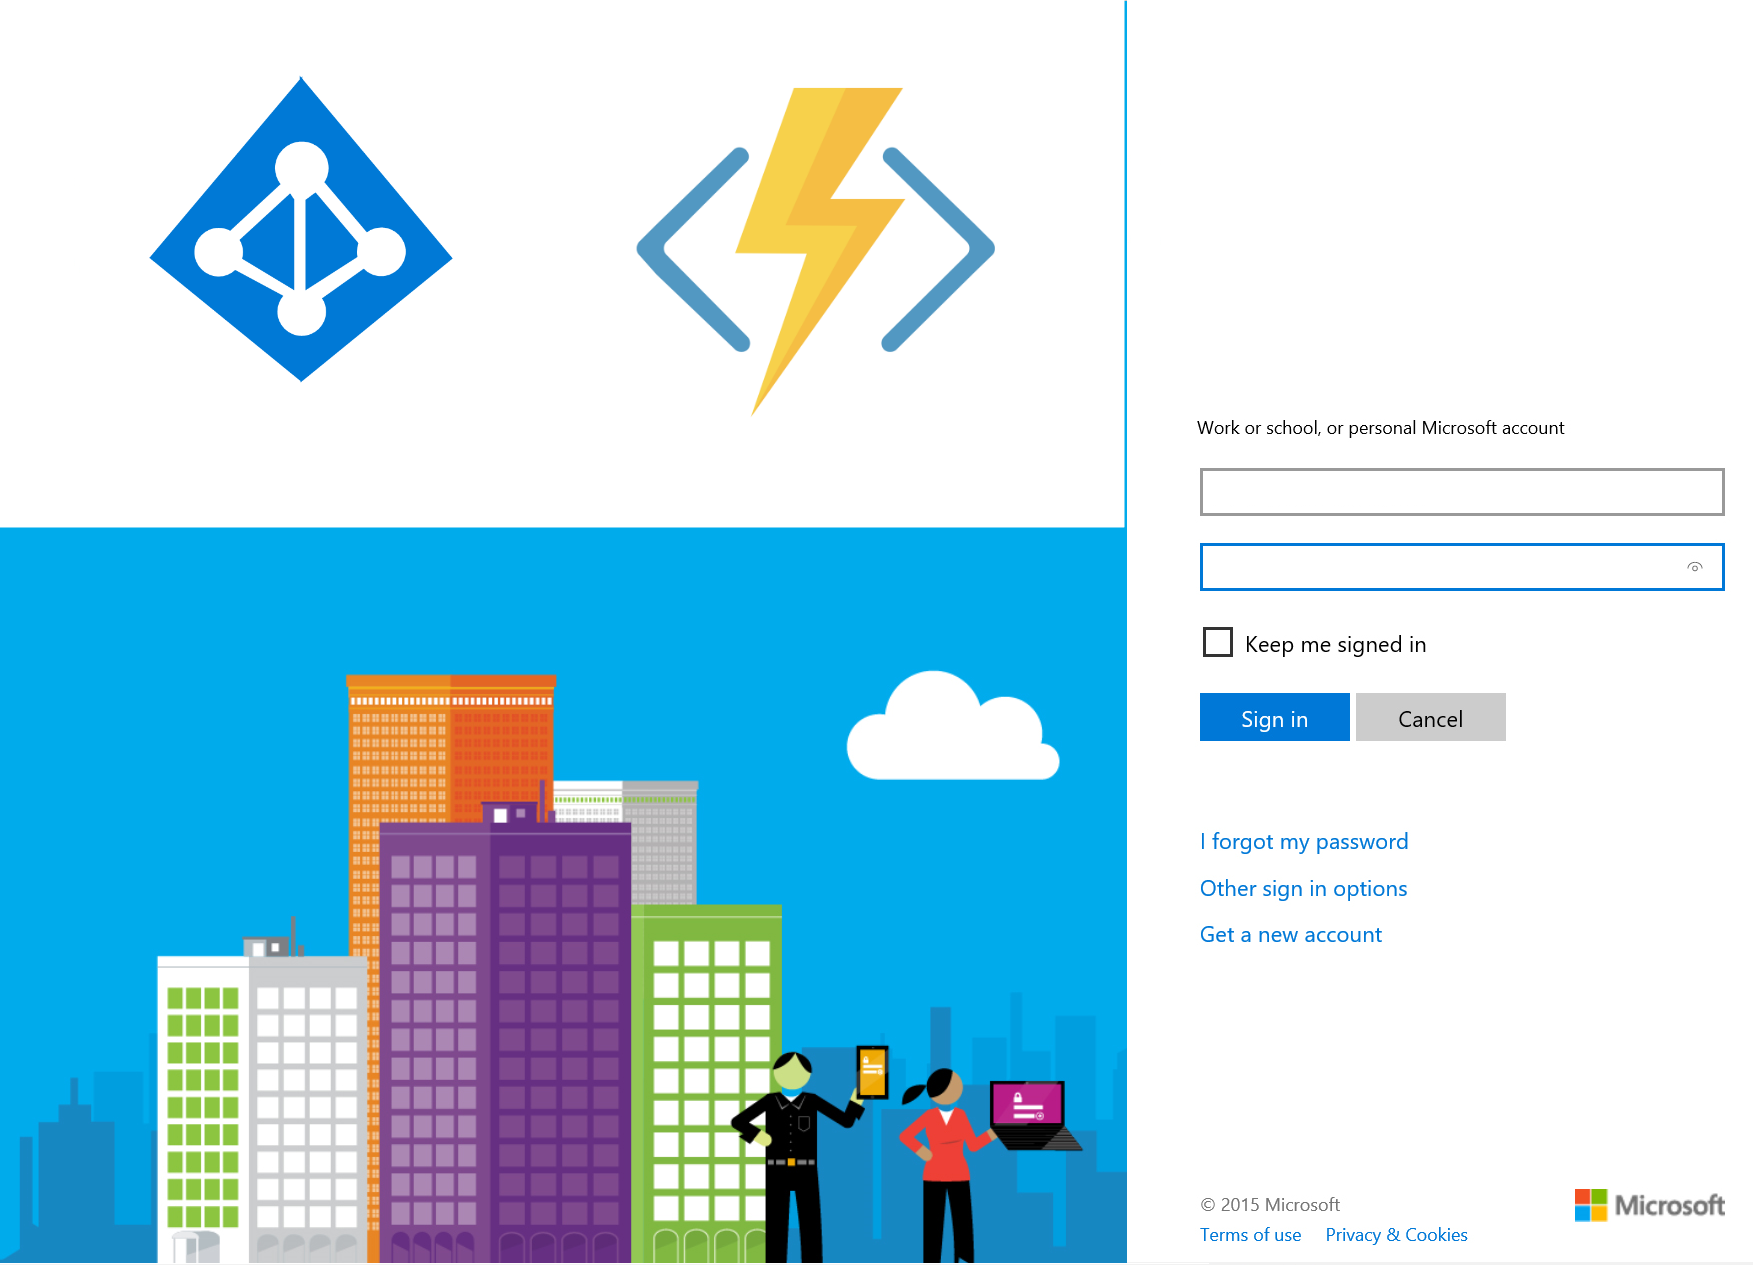 Work or school, or personal Microsoft account
Keep me signed in
Sign in Cancel
I forgot my password
Other sign in options
Get a new account
© 2015 Microsoft
Microsoft
Terms of use Privacy & Cookies